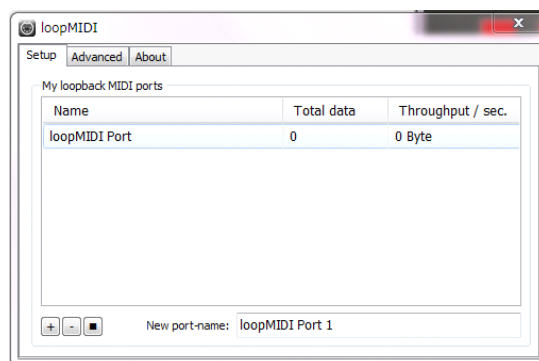 loopMIDI
Setup Advanced About
My loopback MIDI ports
Name Total data Throughput / sec.
loopMIDI Port 0 0 Byte
+ - ■ New port-name: loopMIDI Port 1